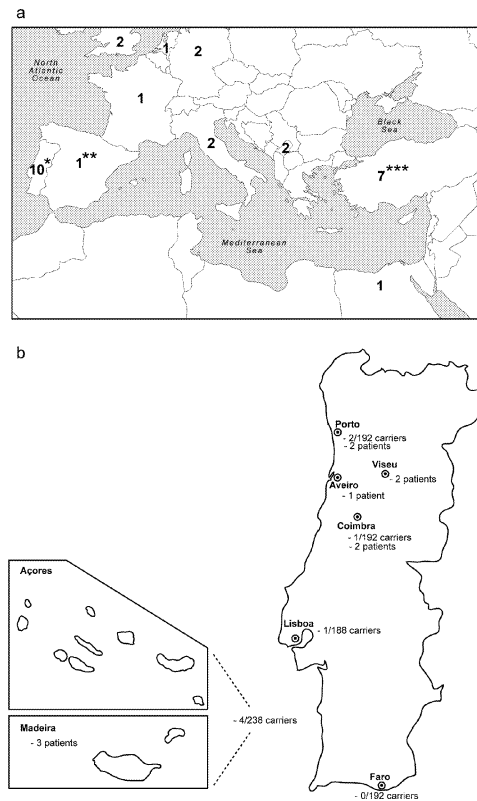 a
North
Atlantic
Ocean
2
1
2
1
Black
Sea
2
2
10*
1**
7***
Mediterranean
Sea
1
b
Porto
- 2/192 carriers
- 2 patients
Viseu
- 2 patients
Aveiro
- 1 patient
Coimbra
- 1/192 carriers
- 2 patients
Açores
Lisboa
- 1/188 carriers
- 4/238 carriers
Madeira
- 3 patients
Faro
- 0/192 carriers